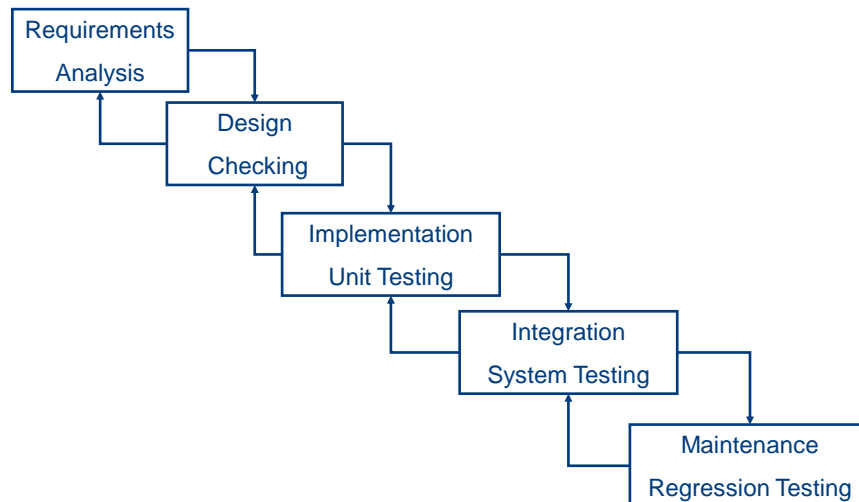 Requirements
Analysis
Design
Checking
Implementation
Unit Testing
Integration
System Testing
Maintenance
Regression Testing